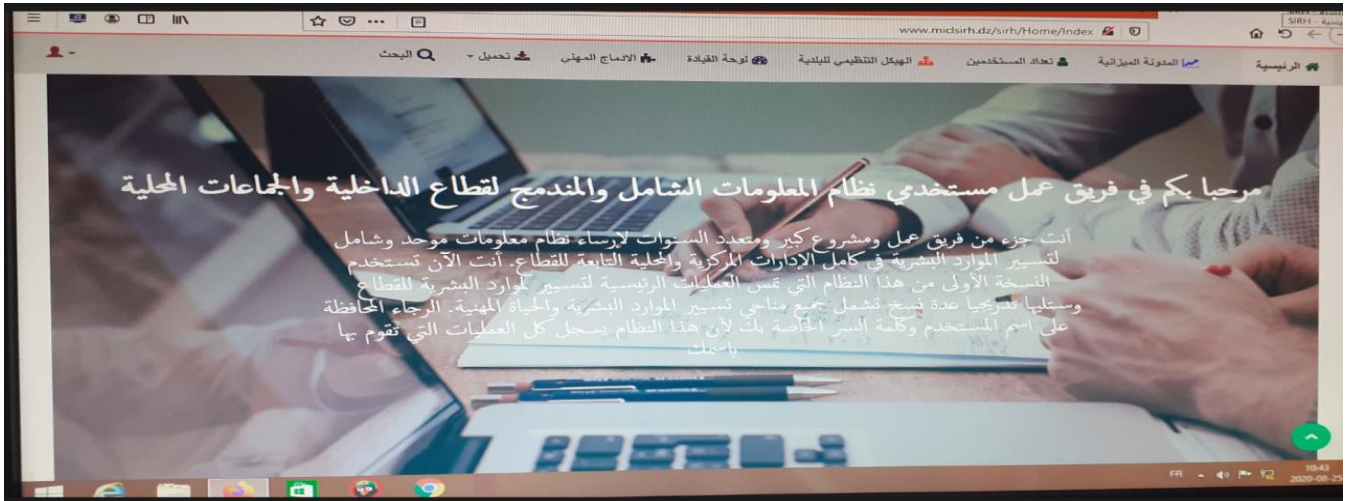 SIRH - الرئيسية
www.midsirh.dz/sirh/Home/Index
الرئيسية
المدونة الميزانية
تعداد المستخدمين
الهيكل التنظيمي للبلدية
لوحة القيادة
الادماج المهني
تحميل
البحث
مرحبا بكم في فريق عمل مستخدمي نظام المعلومات الشامل والمندمج لقطاع الداخلية والجماعات المحلية
أنت جزء من فريق عمل ومشروع كبير ومتعدد السنوات لإرساء نظام معلومات موحد وشامل
لتسيير الموارد البشرية في كامل الإدارات المركزية والمحلية التابعة للقطاع. أنت الآن تستخدم
النسخة الأولى من هذا النظام التي تمس العمليات الرئيسية لتسيير الموارد البشرية للقطاع
وستليها تدريجيا عدة نسخ تشمل جميع مناحي تسيير الموارد البشرية والحياة المهنية. الرجاء المحافظة
على اسم المستخدم وكلمة السر الخاصة بك لأن هذا النظام يسجل كل العمليات التي تقوم بها
باسمك
FR
10:43
2020-08-25